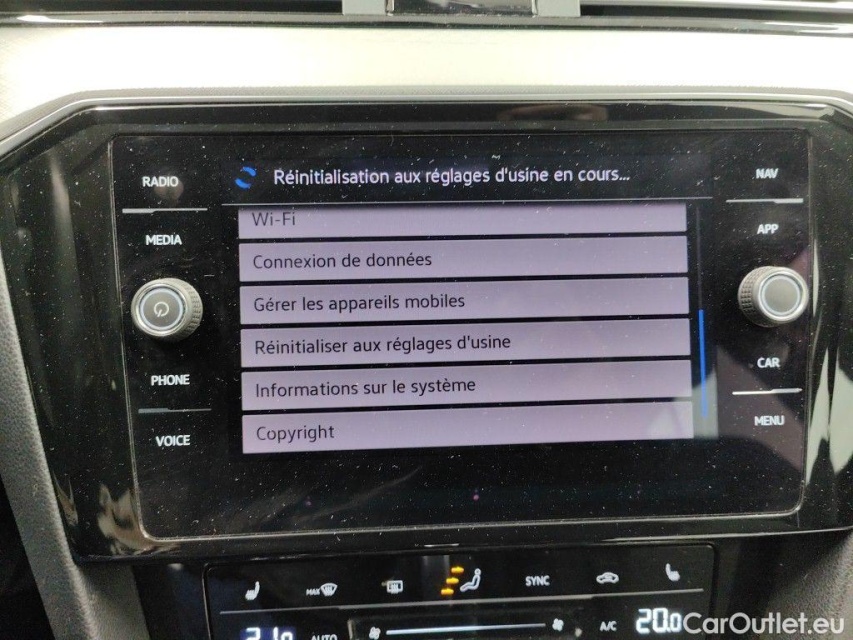 RADIO
Réinitialisation aux réglages d'usine en cours...
NAV
Wi-Fi
MEDIA
APP
Connexion de données
Gérer les appareils mobiles
Réinitialiser aux réglages d'usine
CAR
PHONE
Informations sur le système
MENU
VOICE
Copyright
MAX
SYNC
AUTO
A/C
20.0
CarOutlet.eu